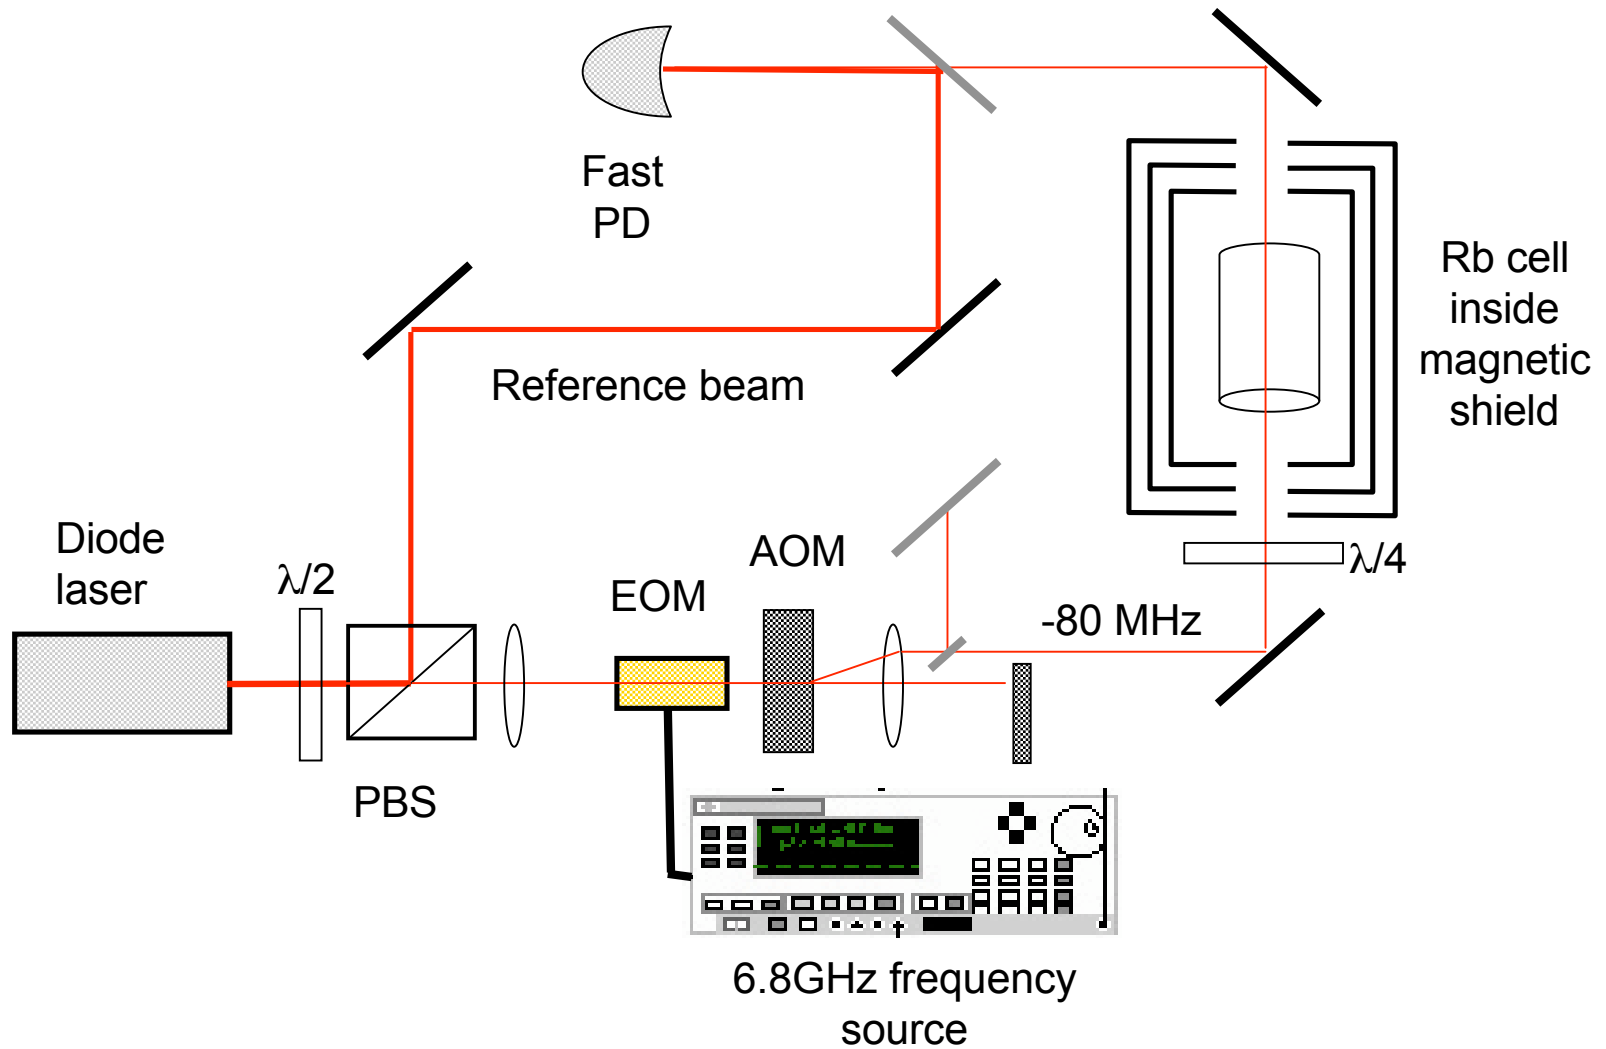 Fast
PD
Rb cell
inside
magnetic
shield
Reference beam
Diode
laser
λ/2
AOM
EOM
λ/4
-80 MHz
PBS
6.8GHz frequency
source